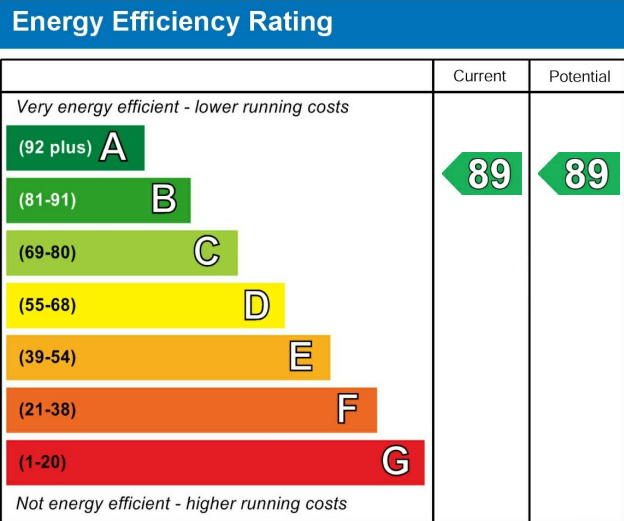 Energy Efficiency Rating
Current Potential
Very energy efficient - lower running costs
(92 plus) A
89 89
(81-91) B
(69-80) C
(55-68) D
(39-54) E
(21-38) F
(1-20) G
Not energy efficient - higher running costs